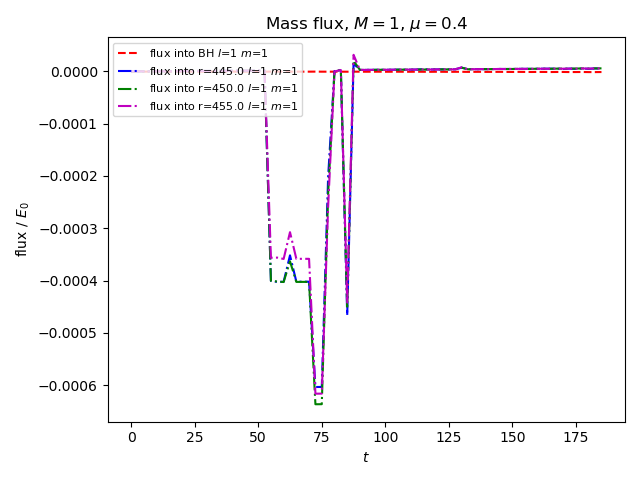 Mass flux, M = 1, μ = 0.4
flux into BH l=1 m=1
flux into r=445.0 l=1 m=1
flux into r=450.0 l=1 m=1
flux into r=455.0 l=1 m=1
0.0000
−0.0001
−0.0002
−0.0003
−0.0004
−0.0005
−0.0006
flux / E₀
0 25 50 75 100 125 150 175
t